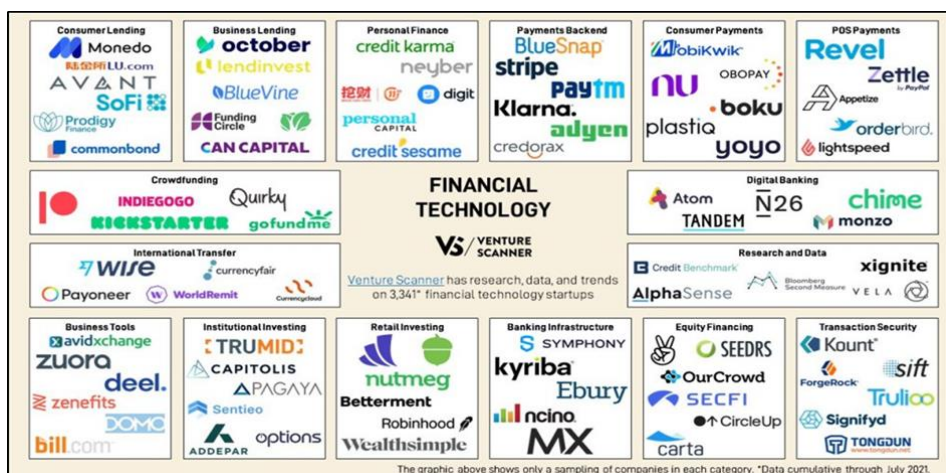 Consumer Lending
Monedo
陆金所LU.com
AVANT
SoFi
Prodigy
Finance
commonbond
Business Lending
october
lendinvest
BlueVine
Funding
Circle
CAN CAPITAL
Personal Finance
credit karma
neyber
挖财
digit
personal
CAPITAL
credit sesame
Payments Backend
BlueSnap
stripe
paytm
Klarna.
adyen
credorax
Consumer Payments
MobiKwik
nu
OBOPAY
boku
plastiq
yoyo
POS Payments
Revel
Zettle
by PayPal
Appetize
orderbird.
lightspeed
Crowdfunding
INDIEGOGO
Quirky
KICKSTARTER
gofundme
FINANCIAL
TECHNOLOGY
VS/ VENTURE
SCANNER
Venture Scanner has research, data, and trends
on 3,341* financial technology startups
Digital Banking
Atom
N26
chime
TANDEM
monzo
International Transfer
wise
currencyfair
Payoneer
W WorldRemit
Currencycloud
Research and Data
Credit Benchmark
Bloomberg
Second Measure
xignite
AlphaSense
VELA
Business Tools
avidxchange
zuora
deel.
zenefits
DOMO
bill.com
Institutional Investing
TRUMID
CAPITOLIS
PAGAYA
Sentieo
ADDEPAR
options
Retail Investing
nutmeg
Betterment
Robinhood
Wealthsimple
Banking Infrastructure
SYMPHONY
kyriba
Ebury
ncino
MX
Equity Financing
SEEDRS
OurCrowd
SECFI
CircleUp
carta
Transaction Security
Kount
sift
ForgeRock
Trulioo
Signifyd
TONGDUN
www.tongdun.net
The graphic above shows only a sampling of companies in each category. *Data cumulative through July 2021.